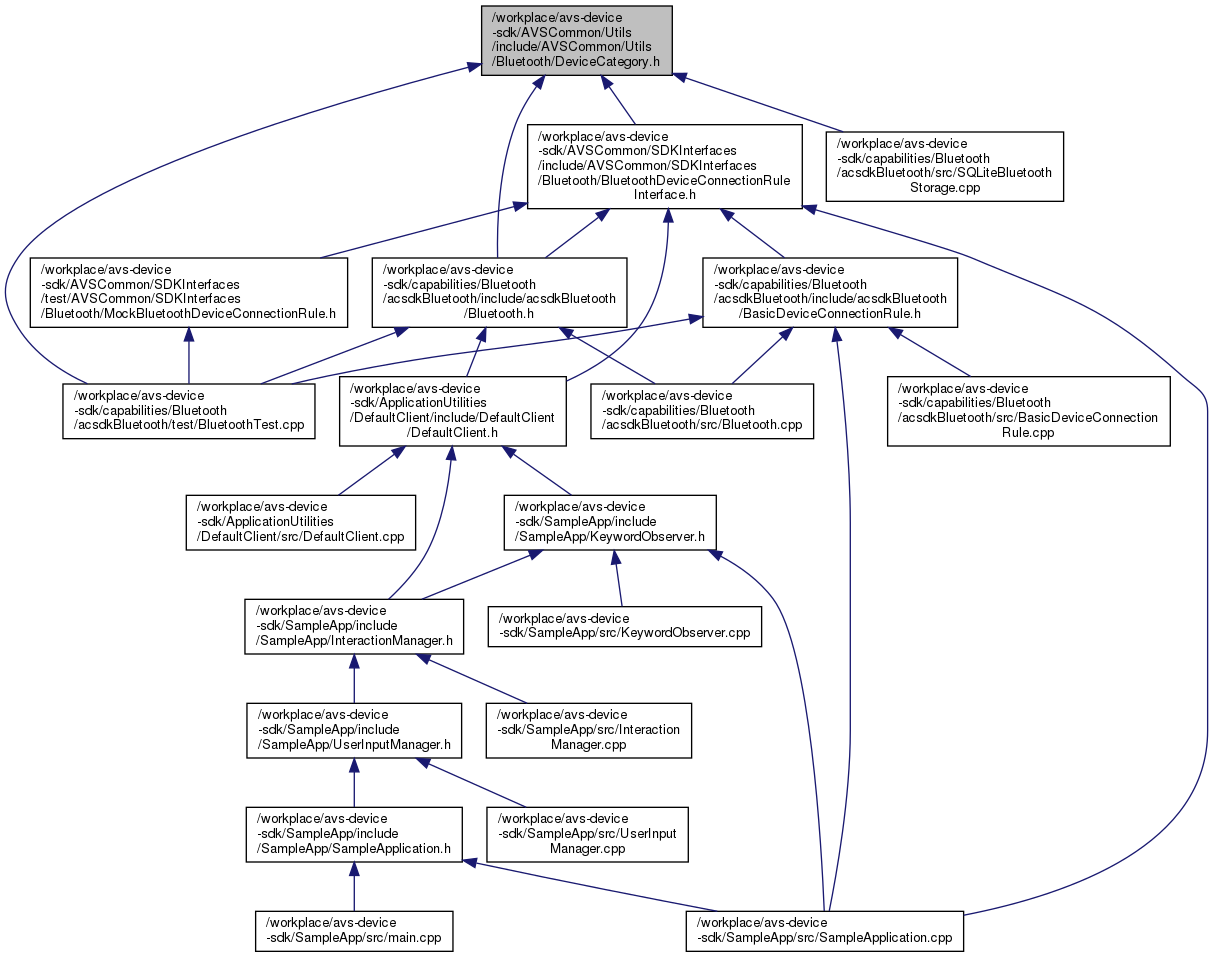 /workplace/avs-device
-sdk/AVSCommon/Utils
/include/AVSCommon/Utils
/Bluetooth/DeviceCategory.h
/workplace/avs-device
-sdk/AVSCommon/SDKInterfaces
/include/AVSCommon/SDKInterfaces
/Bluetooth/BluetoothDeviceConnectionRule
Interface.h
/workplace/avs-device
-sdk/capabilities/Bluetooth
/acsdkBluetooth/src/SQLiteBluetooth
Storage.cpp
/workplace/avs-device
-sdk/AVSCommon/SDKInterfaces
/test/AVSCommon/SDKInterfaces
/Bluetooth/MockBluetoothDeviceConnectionRule.h
/workplace/avs-device
-sdk/capabilities/Bluetooth
/acsdkBluetooth/include/acsdkBluetooth
/Bluetooth.h
/workplace/avs-device
-sdk/capabilities/Bluetooth
/acsdkBluetooth/include/acsdkBluetooth
/BasicDeviceConnectionRule.h
/workplace/avs-device
-sdk/capabilities/Bluetooth
/acsdkBluetooth/test/BluetoothTest.cpp
/workplace/avs-device
-sdk/ApplicationUtilities
/DefaultClient/include/DefaultClient
/DefaultClient.h
/workplace/avs-device
-sdk/capabilities/Bluetooth
/acsdkBluetooth/src/Bluetooth.cpp
/workplace/avs-device
-sdk/capabilities/Bluetooth
/acsdkBluetooth/src/BasicDeviceConnection
Rule.cpp
/workplace/avs-device
-sdk/ApplicationUtilities
/DefaultClient/src/DefaultClient.cpp
/workplace/avs-device
-sdk/SampleApp/include
/SampleApp/KeywordObserver.h
/workplace/avs-device
-sdk/SampleApp/include
/SampleApp/InteractionManager.h
/workplace/avs-device
-sdk/SampleApp/src/KeywordObserver.cpp
/workplace/avs-device
-sdk/SampleApp/include
/SampleApp/UserInputManager.h
/workplace/avs-device
-sdk/SampleApp/src/Interaction
Manager.cpp
/workplace/avs-device
-sdk/SampleApp/include
/SampleApp/SampleApplication.h
/workplace/avs-device
-sdk/SampleApp/src/UserInput
Manager.cpp
/workplace/avs-device
-sdk/SampleApp/src/main.cpp
/workplace/avs-device
-sdk/SampleApp/src/SampleApplication.cpp